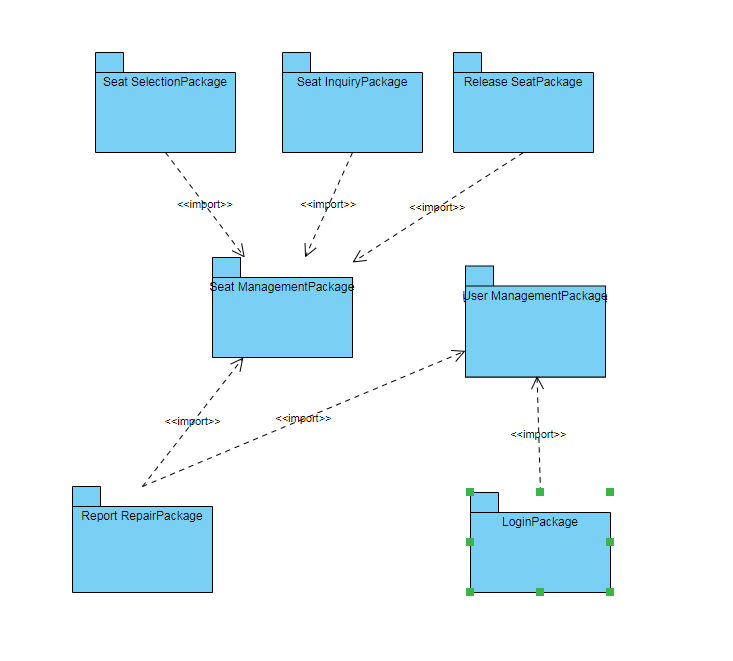 Seat SelectionPackage
Seat InquiryPackage
Release SeatPackage
<<import>>
<<import>>
<<import>>
Seat ManagementPackage
User ManagementPackage
<<import>>
<<import>>
<<import>>
Report RepairPackage
LoginPackage